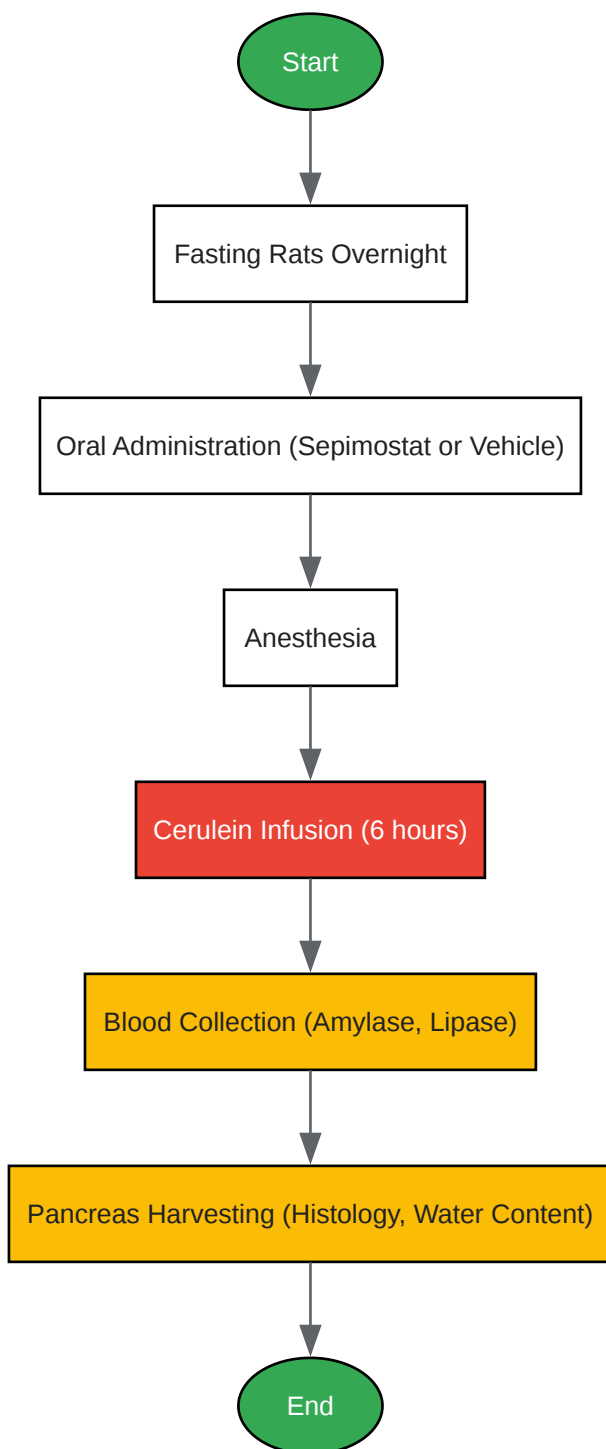 Start
Fasting Rats Overnight
Oral Administration (Sepimostat or Vehicle)
Anesthesia
Cerulein Infusion (6 hours)
Blood Collection (Amylase, Lipase)
Pancreas Harvesting (Histology, Water Content)
End